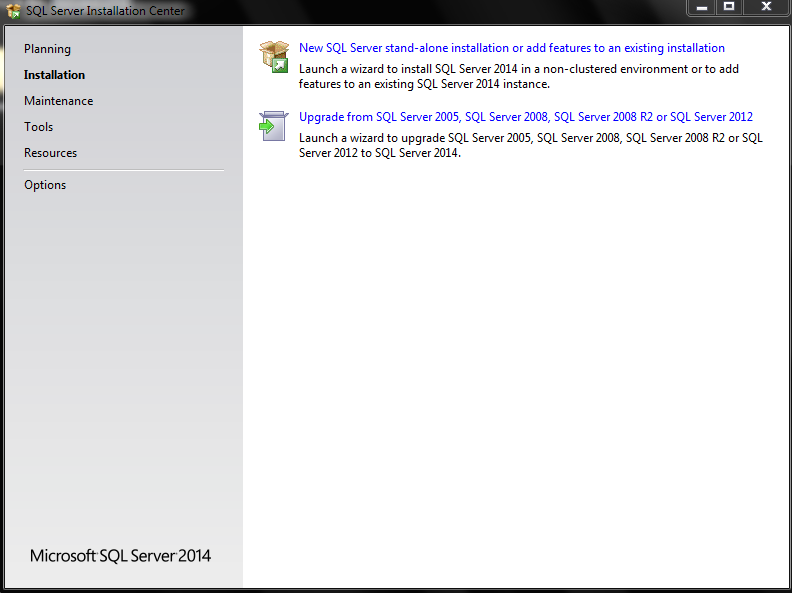 SQL Server Installation Center
Planning
Installation
Maintenance
Tools
Resources
Options
New SQL Server stand-alone installation or add features to an existing installation
Launch a wizard to install SQL Server 2014 in a non-clustered environment or to add
features to an existing SQL Server 2014 instance.
Upgrade from SQL Server 2005, SQL Server 2008, SQL Server 2008 R2 or SQL Server 2012
Launch a wizard to upgrade SQL Server 2005, SQL Server 2008, SQL Server 2008 R2 or SQL
Server 2012 to SQL Server 2014.
Microsoft SQL Server 2014